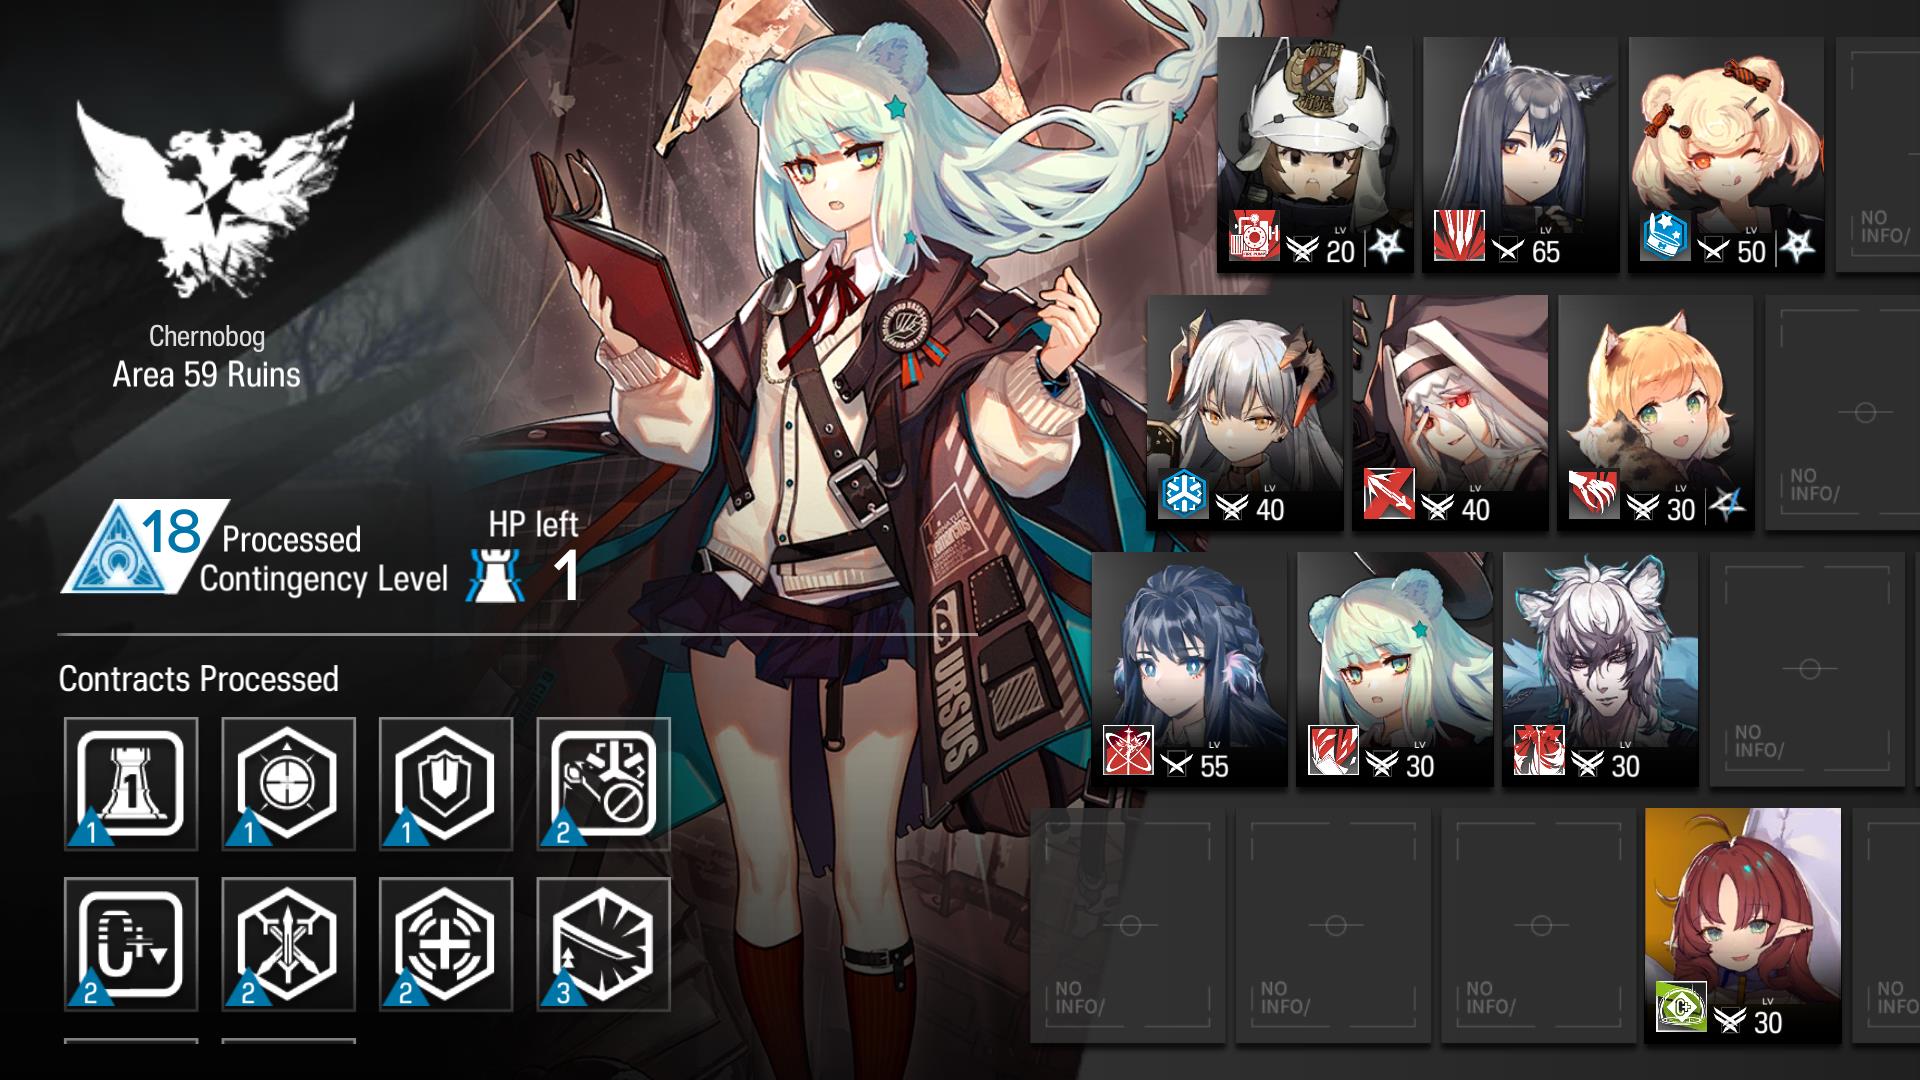 Chernobog
Area 59 Ruins
18
Processed
Contingency Level
HP left
1
Contracts Processed
1
1
1
1
2
2
2
2
3
URSUS
LV
20
LV
65
LV
50
NO
INFO/
LV
40
LV
40
LV
30
NO
INFO/
LV
55
LV
30
LV
30
NO
INFO/
NO
INFO/
NO
INFO/
NO
INFO/
LV
30
NO
INFO/